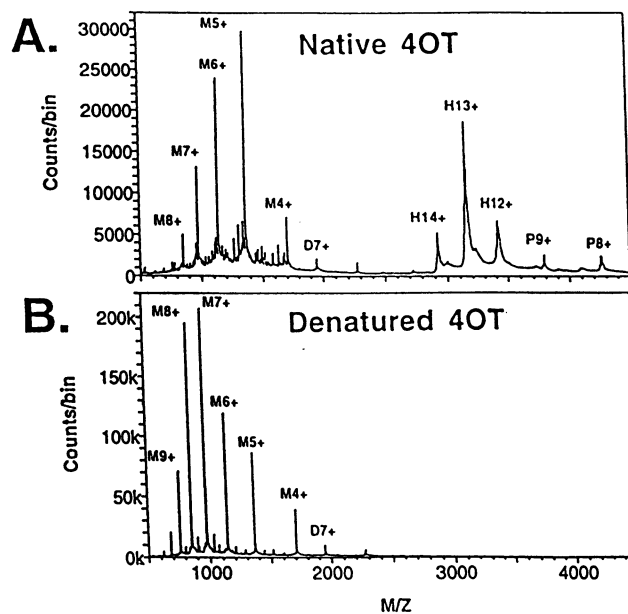 A.
Native 4OT
Counts/bin
30000
25000
20000
15000
10000
5000
0
M8+
M7+
M6+
M5+
M4+
D7+
H14+
H13+
H12+
P9+
P8+
B.
Denatured 4OT
Counts/bin
200k
150k
100k
50k
0k
M9+
M8+
M7+
M6+
M5+
M4+
D7+
1000
2000
3000
4000
M/Z